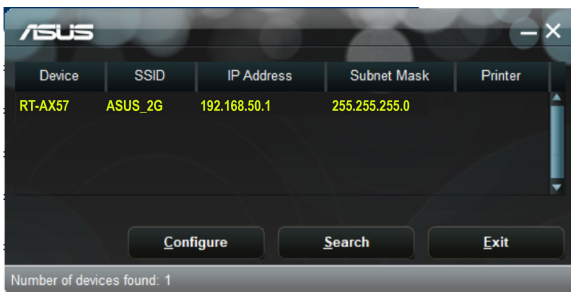 ASUS
Device SSID IP Address Subnet Mask Printer
RT-AX57 ASUS_2G 192.168.50.1 255.255.255.0
Configure Search Exit
Number of devices found: 1